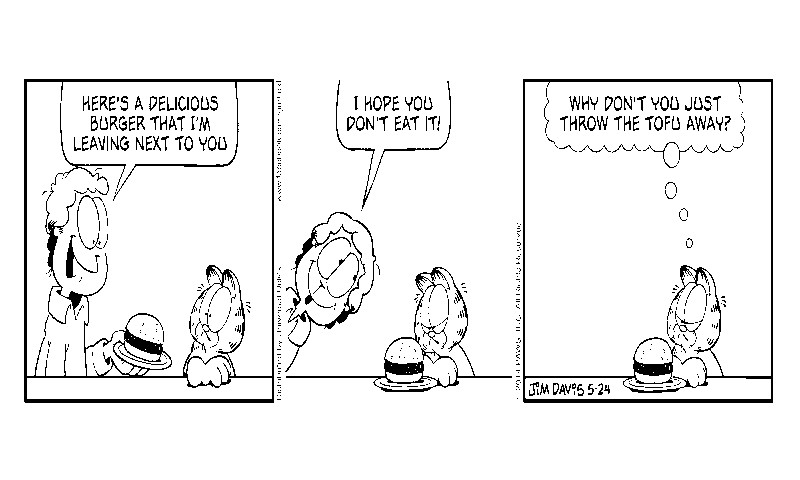 HERE'S A DELICIOUS
BURGER THAT I'M
LEAVING NEXT TO YOU
I HOPE YOU
DON'T EAT IT!
WHY DON'T YOU JUST
THROW THE TOFU AWAY?
JIM DAVIS 5-24